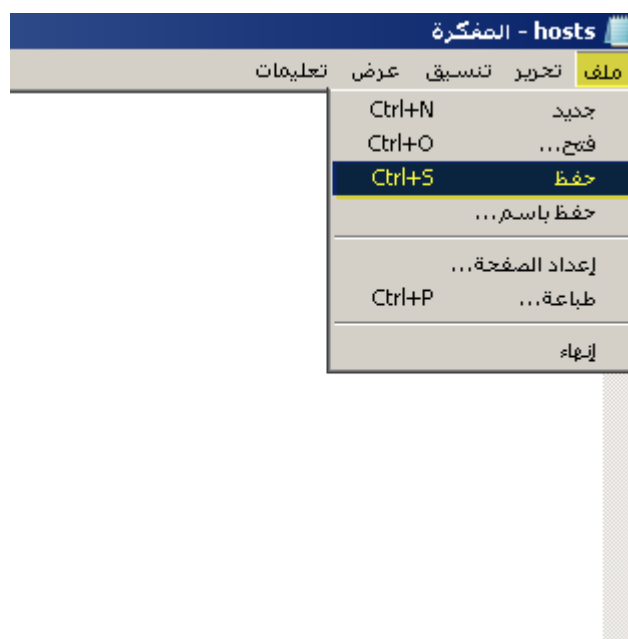 hosts - المفكرة
ملف تحرير تنسيق عرض تعليمات
جديد Ctrl+N
فتح... Ctrl+O
حفظ Ctrl+S
حفظ باسم...
إعداد الصفحة...
طباعة... Ctrl+P
إنهاء